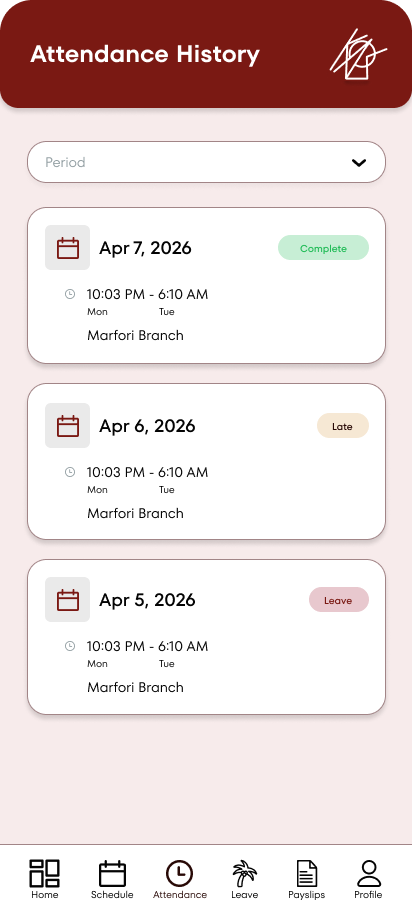 Attendance History
Period
Apr 7, 2026
Complete
10:03 PM - 6:10 AM
Mon Tue
Marfori Branch
Apr 6, 2026
Late
10:03 PM - 6:10 AM
Mon Tue
Marfori Branch
Apr 5, 2026
Leave
10:03 PM - 6:10 AM
Mon Tue
Marfori Branch
Home Schedule Attendance Leave Payslips Profile